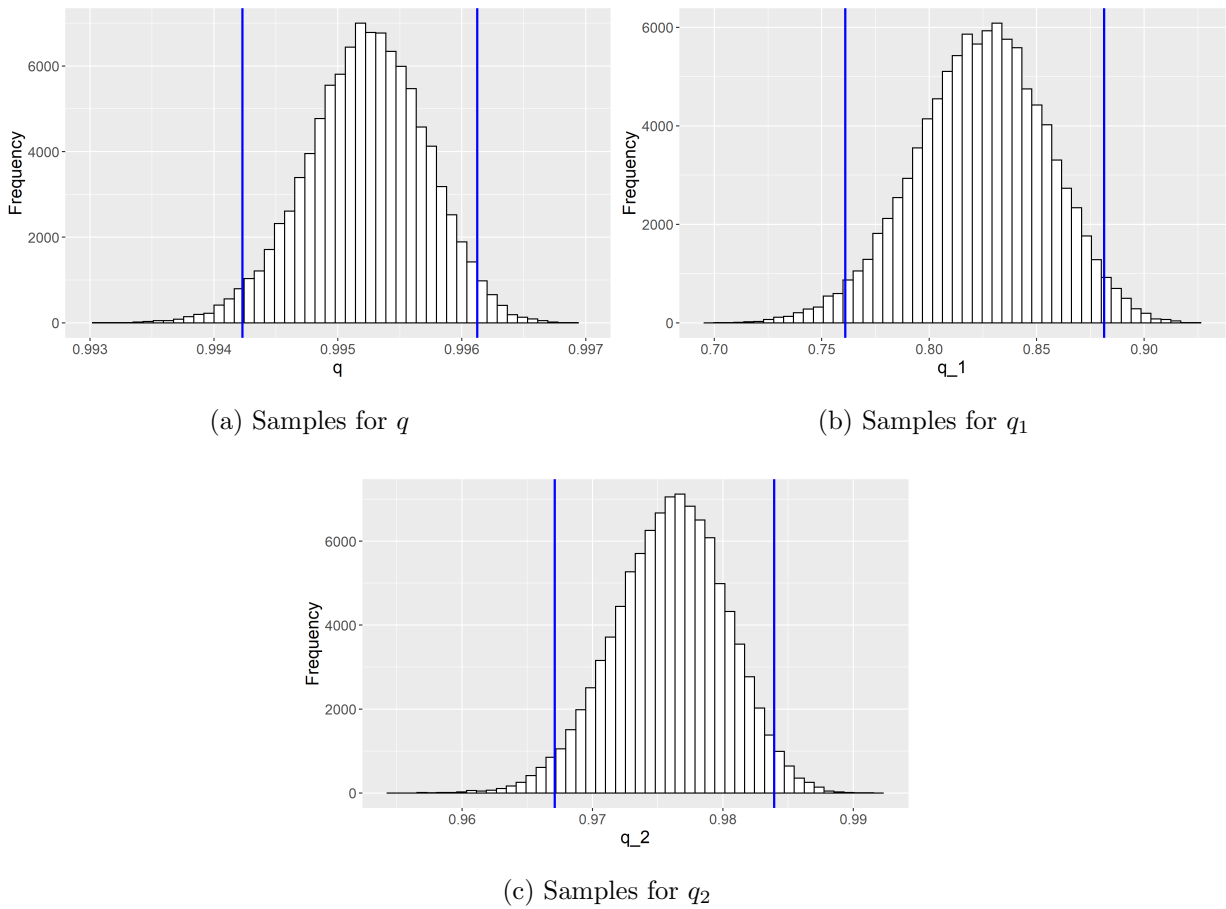 Frequency
6000
4000
2000
0
0.993 0.994 0.995 0.996 0.997
q
(a) Samples for q
Frequency
6000
4000
2000
0
0.70 0.75 0.80 0.85 0.90
q_1
(b) Samples for q₁
Frequency
6000
4000
2000
0
0.96 0.97 0.98 0.99
q_2
(c) Samples for q₂